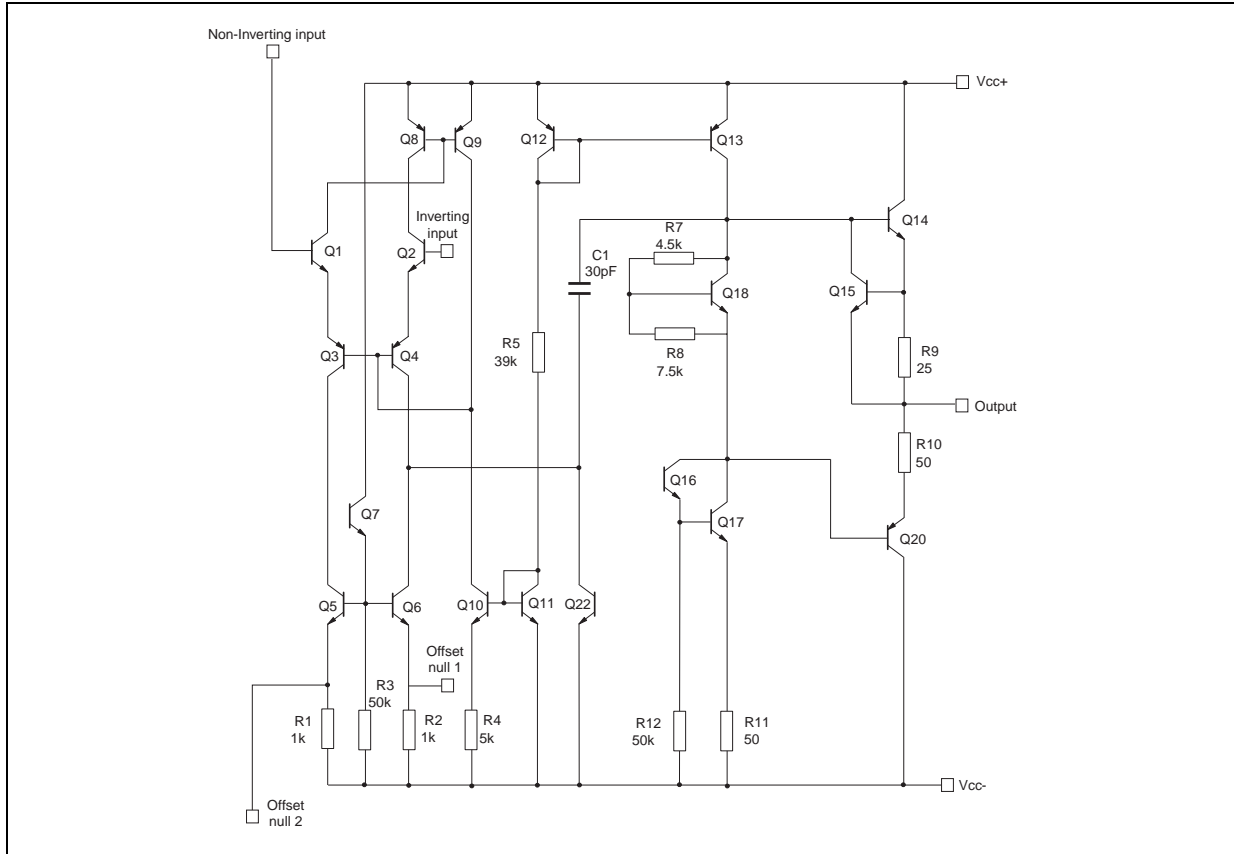 Non-Inverting input
Vcc+
Q8
Q9
Q12
Q13
Q14
Inverting
input
Q1
Q2
R7
4.5k
C1
30pF
Q18
Q15
Q3
Q4
R5
39k
R8
7.5k
R9
25
Output
R10
50
Q16
Q7
Q17
Q20
Q5
Q6
Q10
Q11
Q22
Offset
null 1
R3
50k
R1
1k
R2
1k
R4
5k
R12
50k
R11
50
Vcc-
Offset
null 2